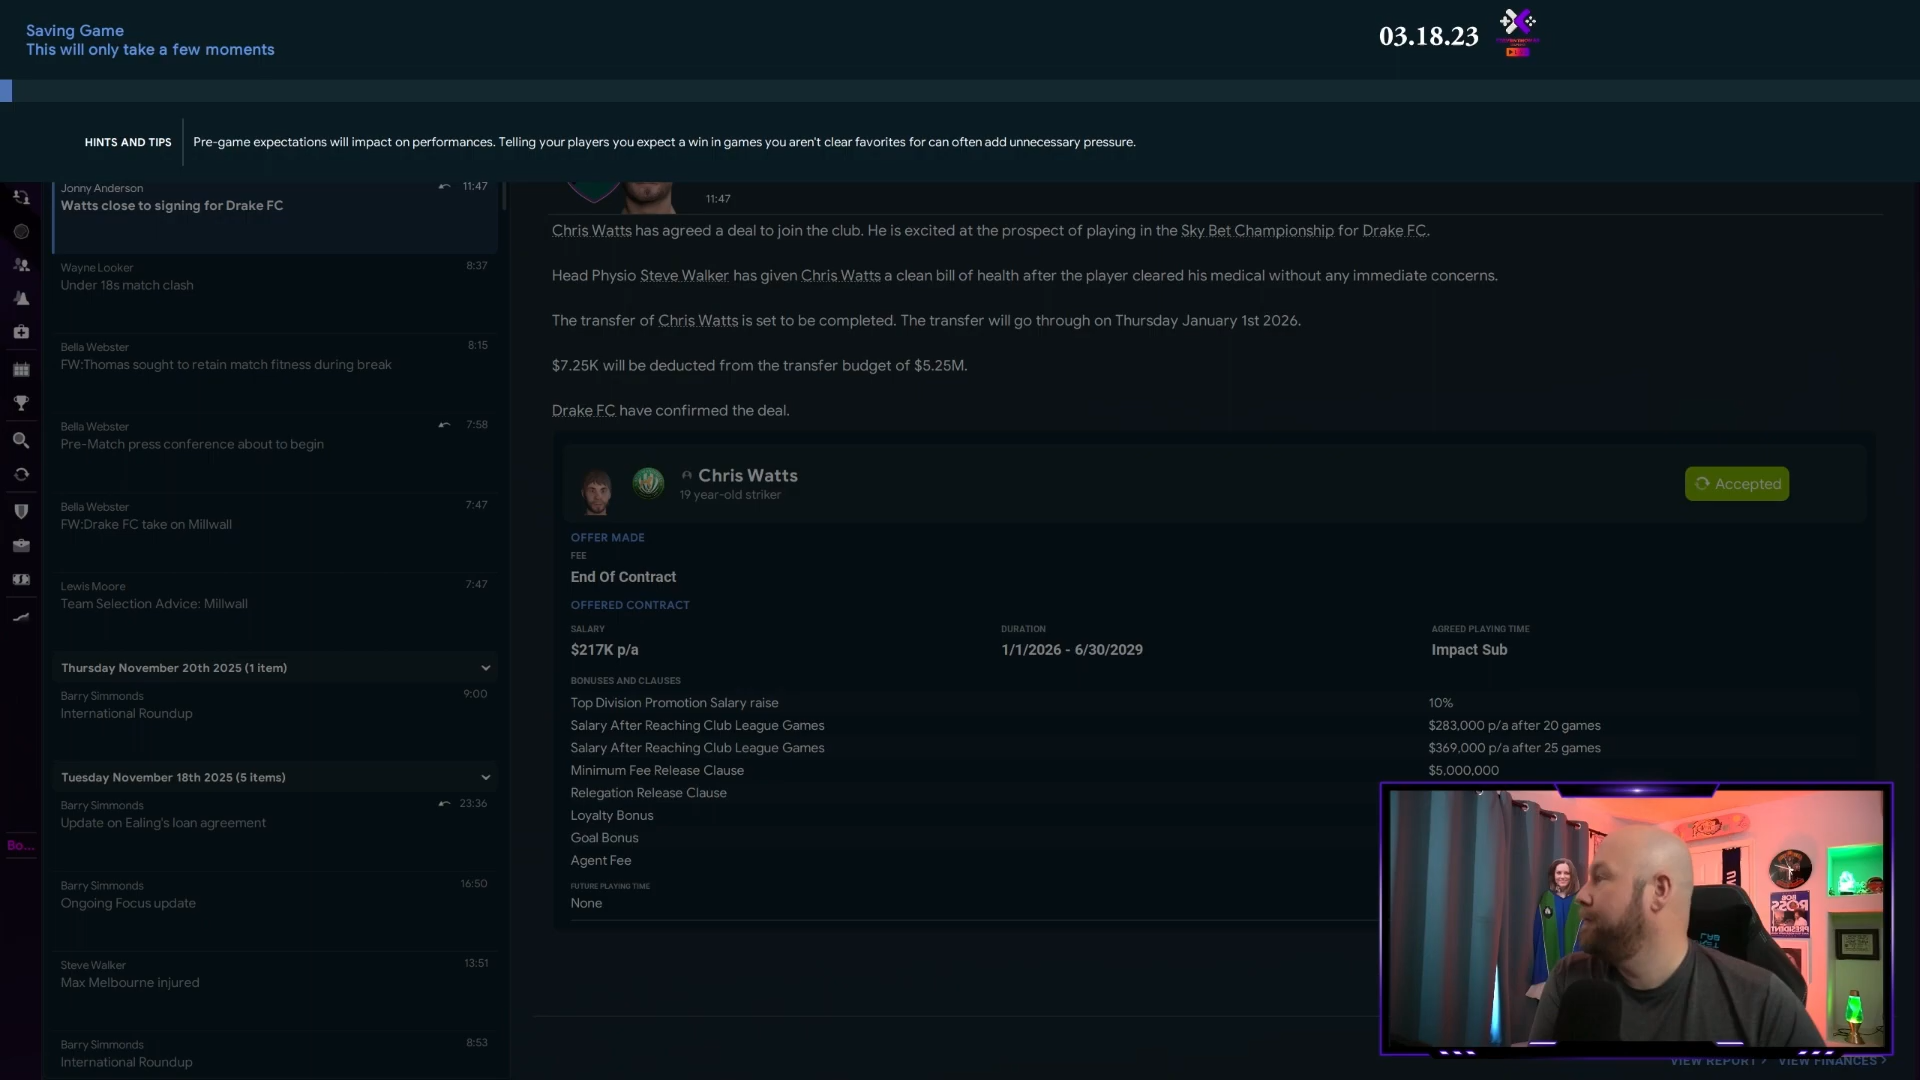 Saving Game
This will only take a few moments
03.18.23
HINTS AND TIPS
Pre-game expectations will impact on performances. Telling your players you expect a win in games you aren't clear favorites for can often add unnecessary pressure.
Jonny Anderson
11:47
Watts close to signing for Drake FC
Wayne Looker
8:37
Under 18s match clash
Bella Webster
8:15
FW:Thomas sought to retain match fitness during break
Bella Webster
7:58
Pre-Match press conference about to begin
Bella Webster
7:47
FW:Drake FC take on Millwall
Lewis Moore
7:47
Team Selection Advice: Millwall
Thursday November 20th 2025 (1 item)
Barry Simmonds
9:00
International Roundup
Tuesday November 18th 2025 (5 items)
Barry Simmonds
23:36
Update on Ealing's loan agreement
Barry Simmonds
16:50
Ongoing Focus update
Steve Walker
13:51
Max Melbourne injured
Barry Simmonds
8:53
International Roundup
Bo...
11:47
Chris Watts has agreed a deal to join the club. He is excited at the prospect of playing in the Sky Bet Championship for Drake FC.
Head Physio Steve Walker has given Chris Watts a clean bill of health after the player cleared his medical without any immediate concerns.
The transfer of Chris Watts is set to be completed. The transfer will go through on Thursday January 1st 2026.
$7.25K will be deducted from the transfer budget of $5.25M.
Drake FC have confirmed the deal.
Chris Watts
19 year-old striker
Accepted
OFFER MADE
FEE
End Of Contract
OFFERED CONTRACT
SALARY
DURATION
AGREED PLAYING TIME
$217K p/a
1/1/2026 - 6/30/2029
Impact Sub
BONUSES AND CLAUSES
Top Division Promotion Salary raise
10%
Salary After Reaching Club League Games
$283,000 p/a after 20 games
Salary After Reaching Club League Games
$369,000 p/a after 25 games
Minimum Fee Release Clause
$5,000,000
Relegation Release Clause
Loyalty Bonus
Goal Bonus
Agent Fee
FUTURE PLAYING TIME
None
BOB
ROSS
PRESIDENT
VIEW REPORT >
VIEW FINANCES >